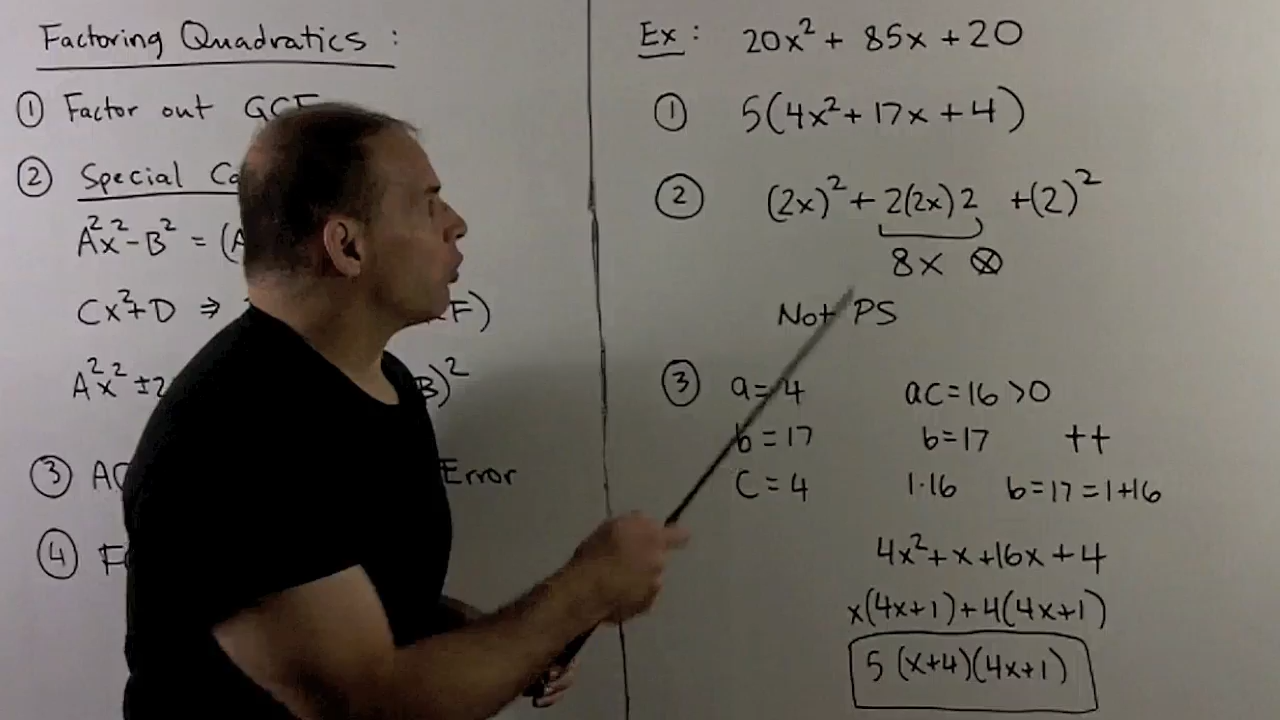 Factoring Quadratics :
① Factor out GCF
② Special
A²x² - B² = (A
Cx² + D ⇒ F)
A²x² ± 2 B)²
③ AC Error
④
Ex : 20x² + 85x + 20
① 5(4x² + 17x + 4)
② (2x)² + 2(2x)2 + (2)²
8x ⊗
Not PS
③ a = 4 ac = 16 > 0
b = 17 b = 17 ++
c = 4 1·16 b = 17 = 1 + 16
4x² + x + 16x + 4
x(4x+1) + 4(4x+1)
5 (x+4)(4x+1)